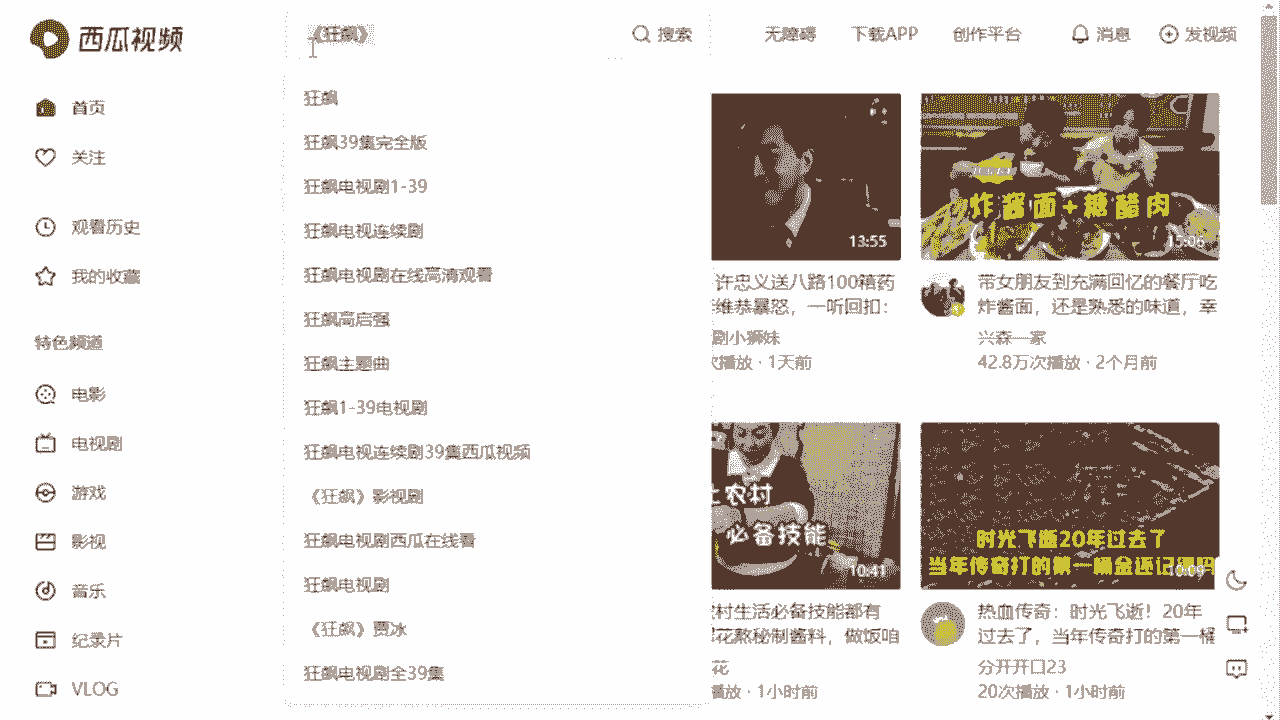 西瓜视频
《狂飙》
搜索
无障碍
下载APP
创作平台
消息
发视频
首页
关注
观看历史
我的收藏
特色频道
电影
电视剧
游戏
影视
音乐
纪录片
VLOG
狂飙
狂飙39集完全版
狂飙电视剧1-39
狂飙电视连续剧
狂飙电视剧在线高清观看
狂飙高启强
狂飙主题曲
狂飙1-39电视剧
狂飙电视连续剧39集西瓜视频
《狂飙》影视剧
狂飙电视剧西瓜在线看
狂飙电视剧
《狂飙》贾冰
狂飙电视剧全39集
13:55
许忠义送八路100箱药
维恭暴怒，一听回扣：
剧小狮妹
次播放 · 1天前
炸酱面+糖醋肉
15:06
带女朋友到充满回忆的餐厅吃
炸酱面，还是熟悉的味道，幸
兴森一家
42.8万次播放 · 2个月前
农村
必备技能
10:41
村生活必备技能都有
花熬秘制酱料，做饭咱
花
播放 · 1小时前
时光飞逝20年过去了
当年传奇打的第一桶金还记得吗
热血传奇：时光飞逝！20年
过去了，当年传奇打的第一桶
分开开口23
20次播放 · 1小时前